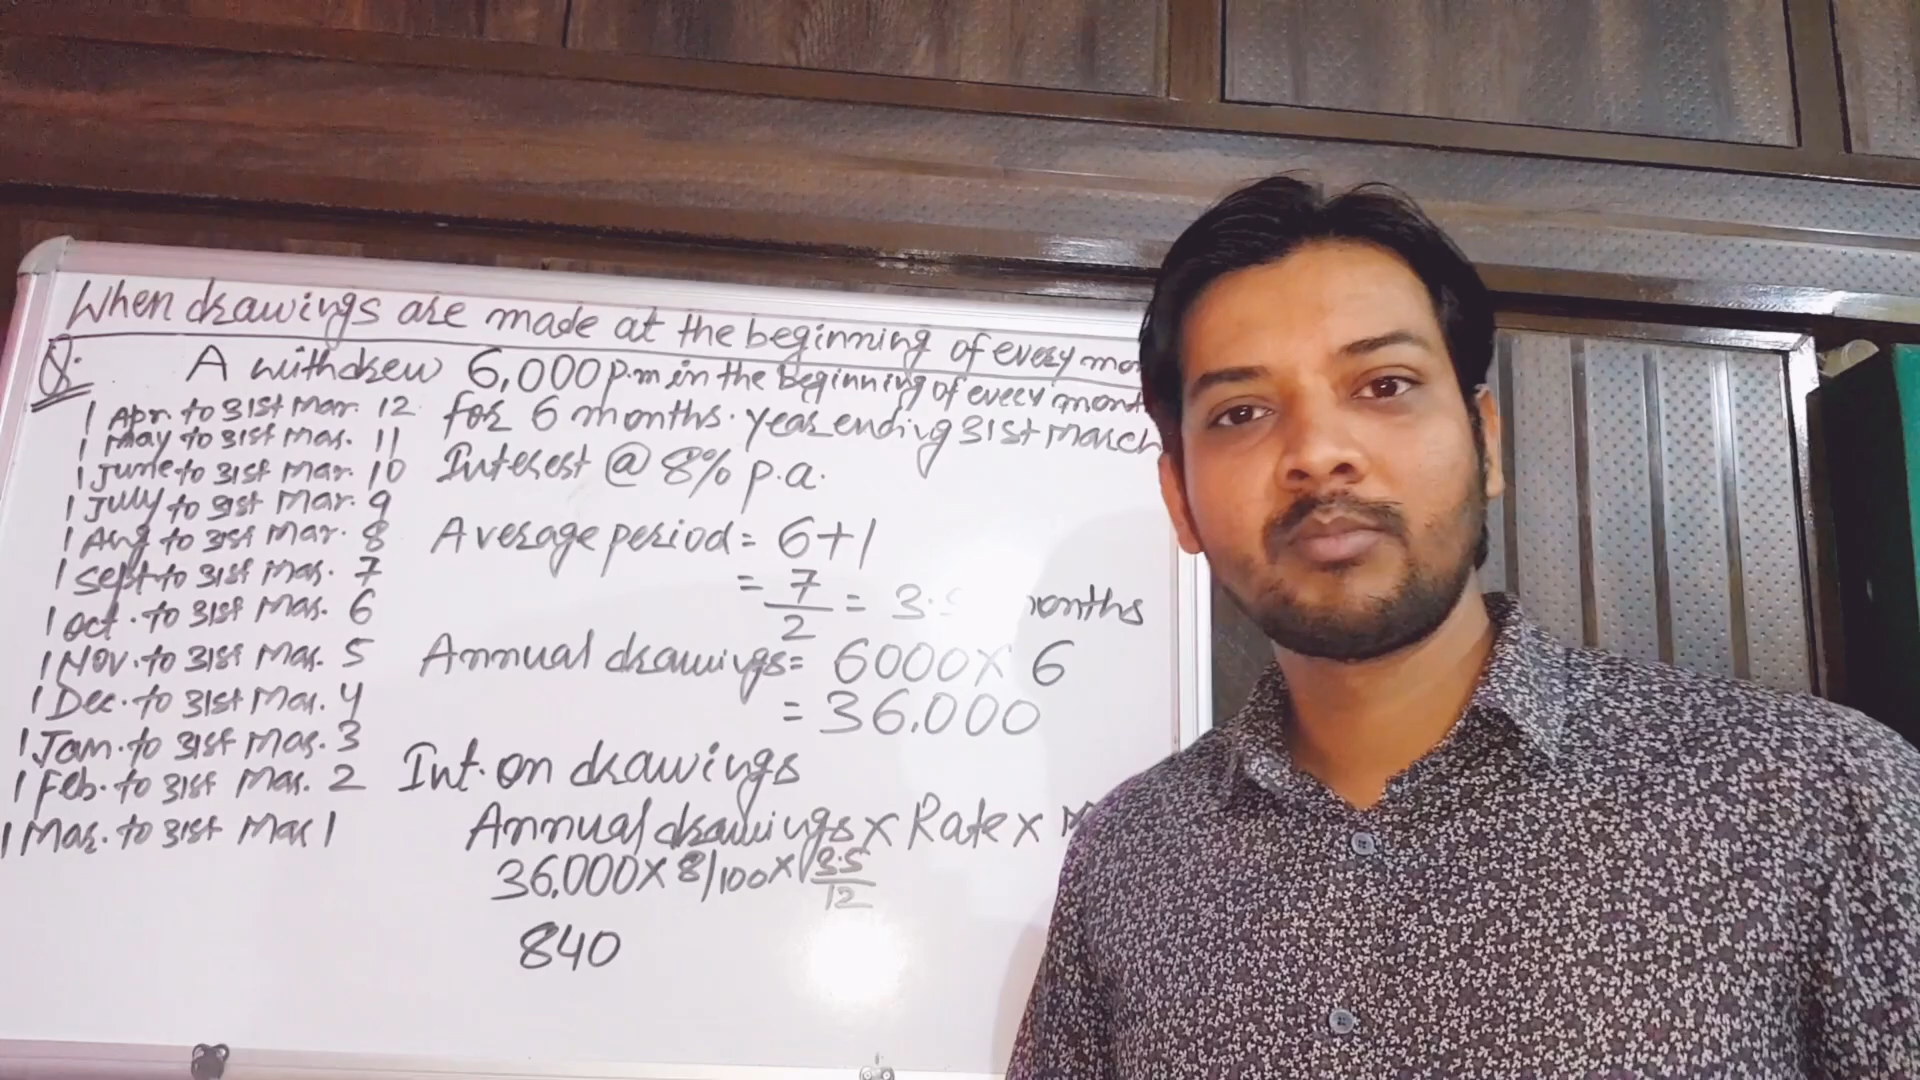 When drawings are made at the beginning of every mo
Q. A withdrew 6,000 p.m in the beginning of every month
for 6 months. year ending 31st March
Interest @ 8% p.a.
1 Apr. to 31st Mar. 12
1 May to 31st Mar. 11
1 June to 31st Mar. 10
1 July to 31st Mar. 9
1 Aug to 31st Mar. 8
1 Sept to 31st Mar. 7
1 Oct. to 31st Mar. 6
1 Nov. to 31st Mar. 5
1 Dec. to 31st Mar. 4
1 Jan. to 31st Mar. 3
1 Feb. to 31st Mar. 2
1 Mar. to 31st Mar 1
Average period = 6+1
= 7/2 = 3.5 months
Annual drawings = 6000 X 6
= 36,000
Int. on drawings
Annual drawings X Rate X
36,000 X 8/100 X 3.5/12
840